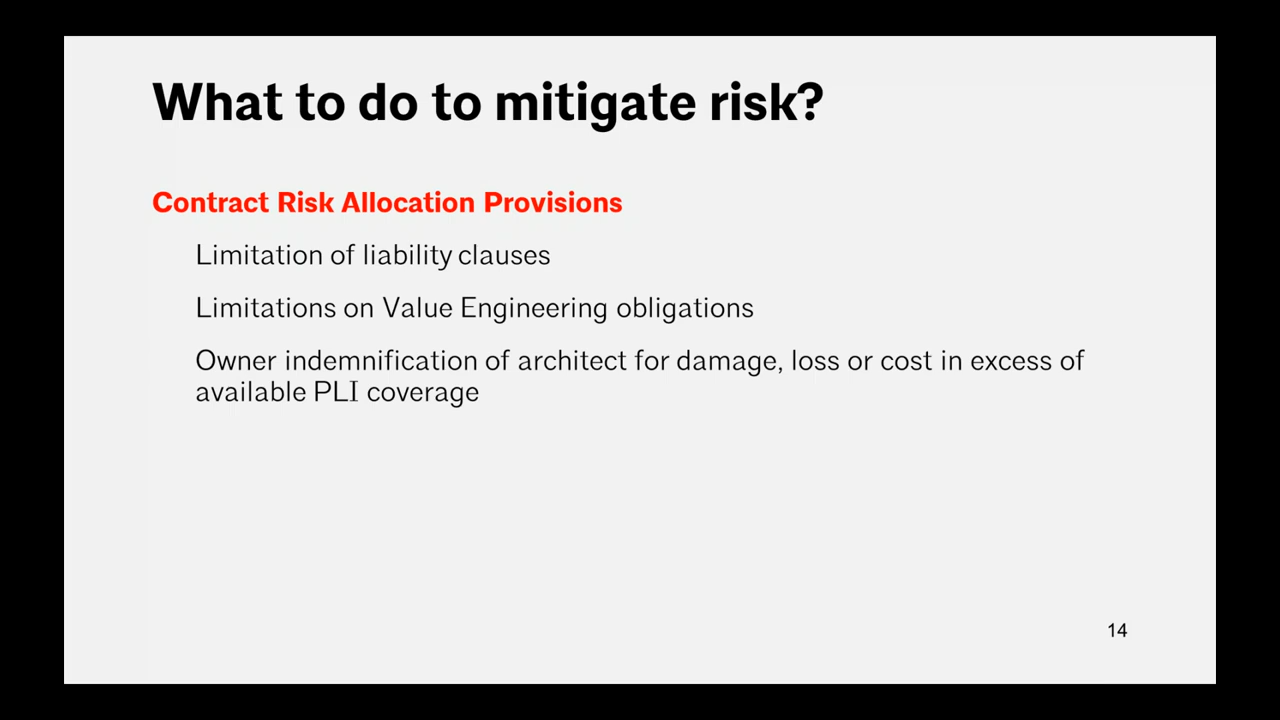 What to do to mitigate risk?
Contract Risk Allocation Provisions
Limitation of liability clauses
Limitations on Value Engineering obligations
Owner indemnification of architect for damage, loss or cost in excess of
available PLI coverage
14